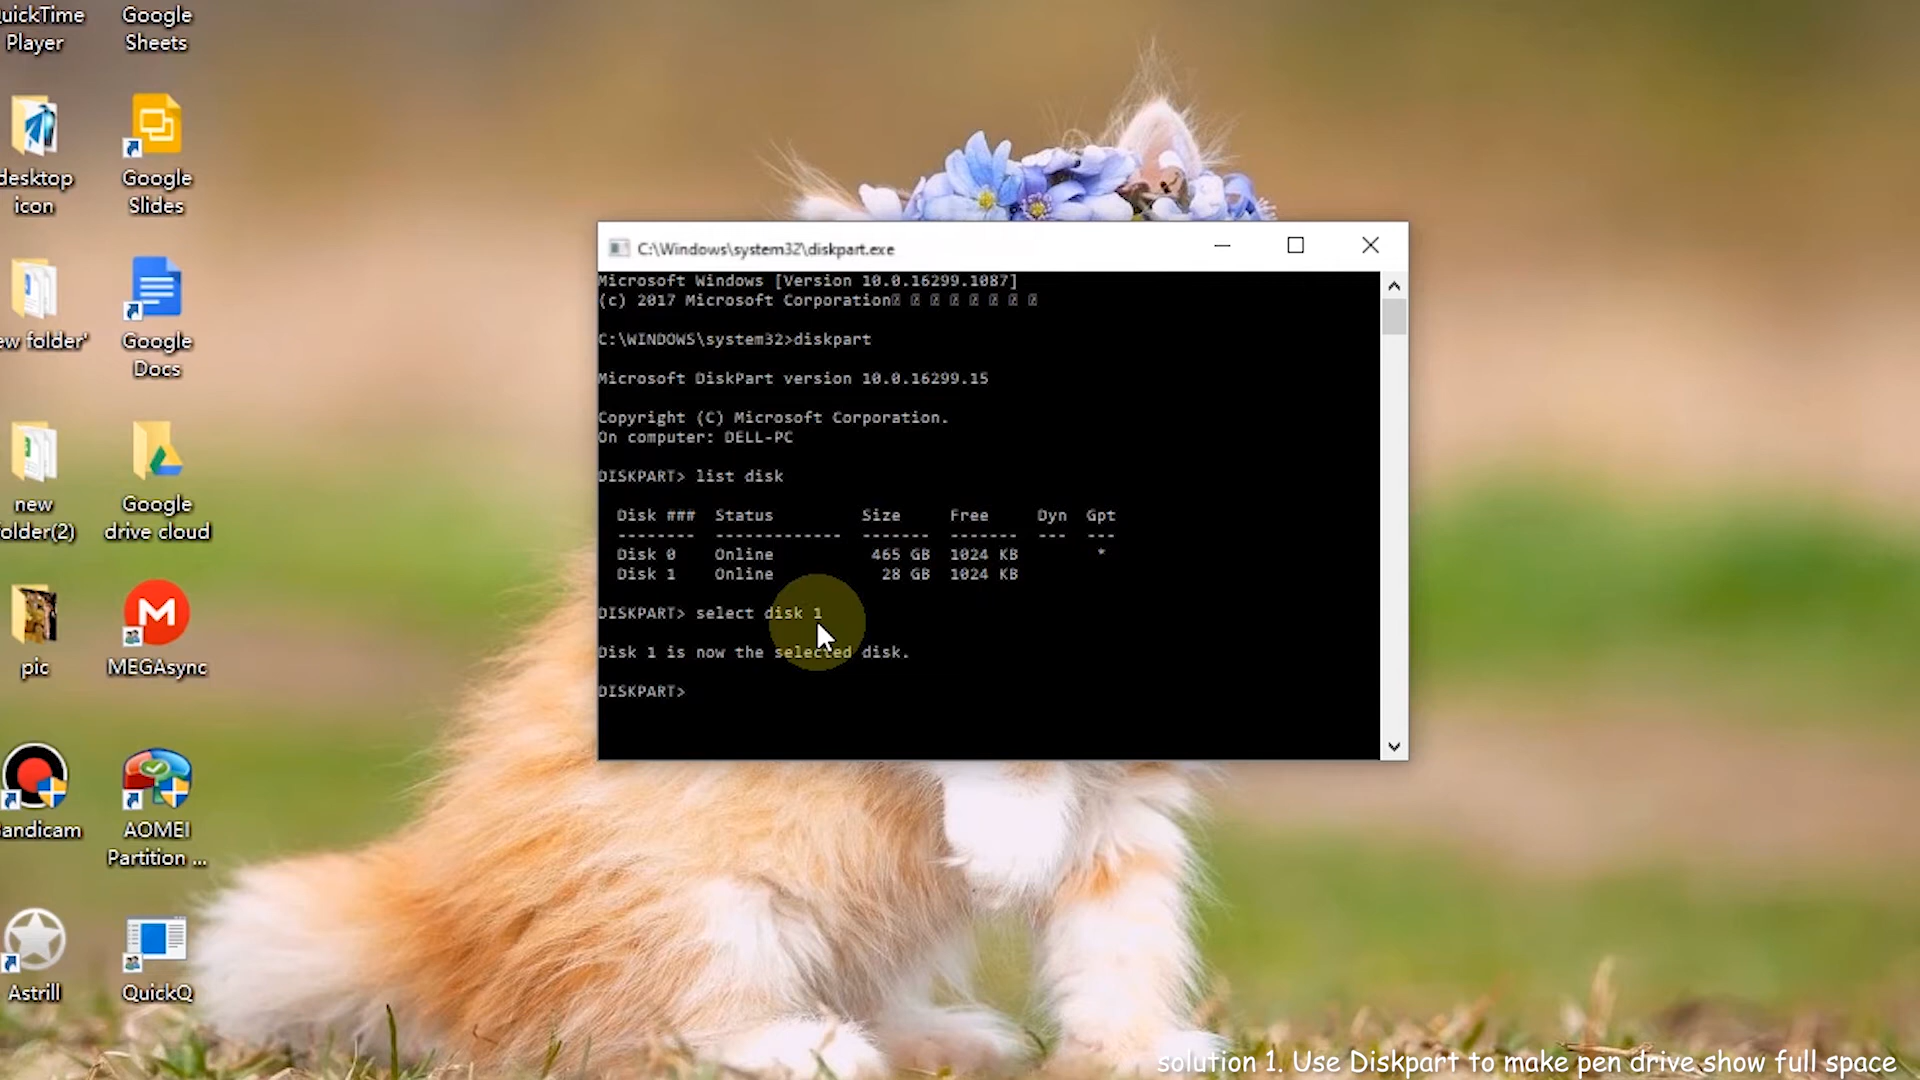 QuickTime
Player
Google
Sheets
desktop
icon
Google
Slides
ew folder'
Google
Docs
new
folder(2)
Google
drive cloud
pic
MEGAsync
Bandicam
AOMEI
Partition ...
Astrill
QuickQ
C:\Windows\system32\diskpart.exe
Microsoft Windows [Version 10.0.16299.1087]
(c) 2017 Microsoft Corporation
C:\WINDOWS\system32>diskpart
Microsoft DiskPart version 10.0.16299.15
Copyright (C) Microsoft Corporation.
On computer: DELL-PC
DISKPART> list disk
Disk ### Status Size Free Dyn Gpt
-------- ------------- ------- ------- --- ---
Disk 0 Online 465 GB 1024 KB *
Disk 1 Online 28 GB 1024 KB
DISKPART> select disk 1
Disk 1 is now the selected disk.
DISKPART>
solution 1. Use Diskpart to make pen drive show full space